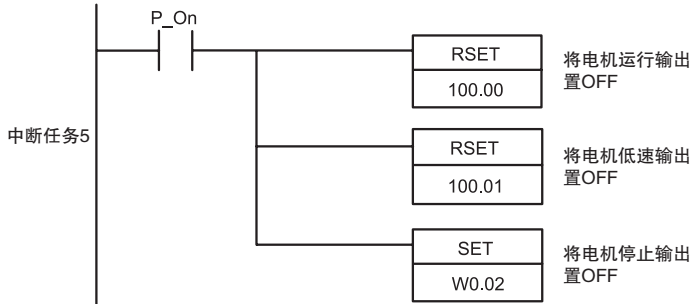 P_On
RSET
100.00
将电机运行输出
置OFF
中断任务5
RSET
100.01
将电机低速输出
置OFF
SET
W0.02
将电机停止输出
置OFF